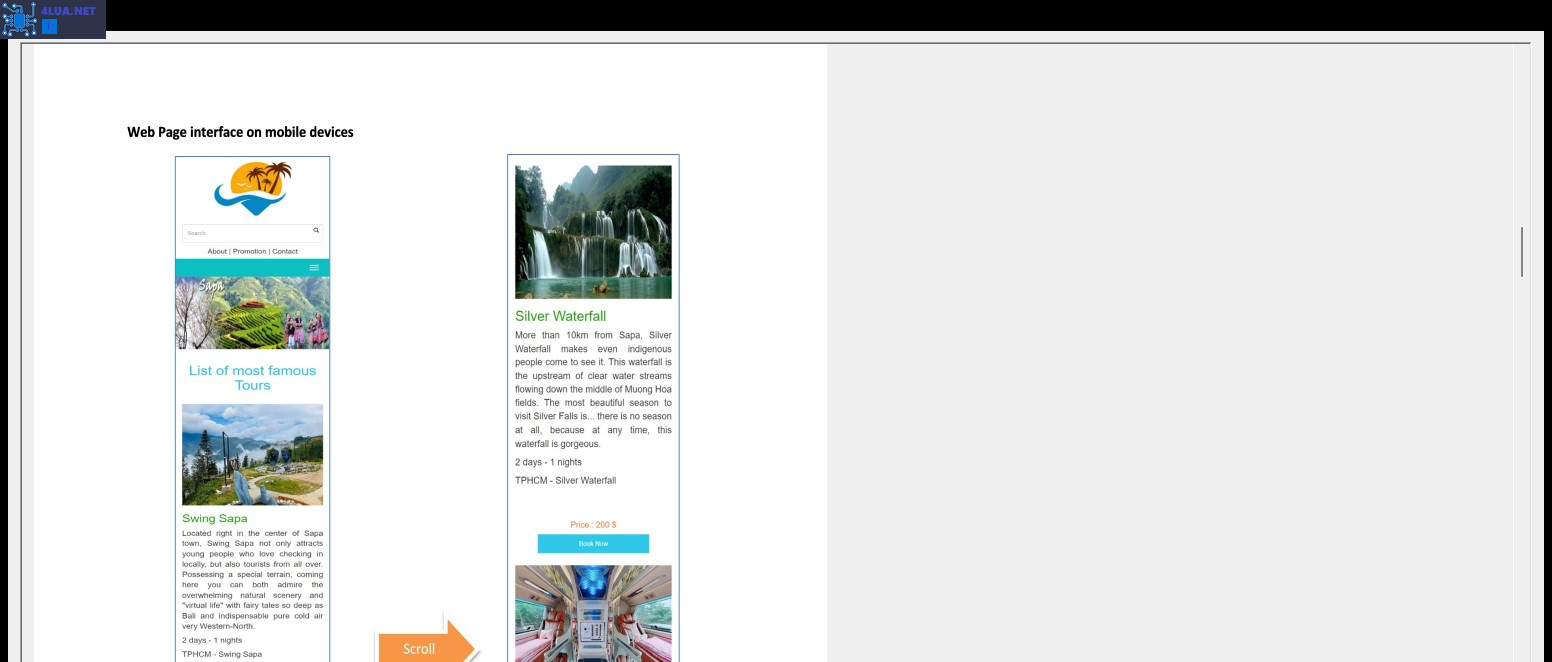 4LUA.NET
Web Page interface on mobile devices
Search
About | Promotion | Contact
Sapa
List of most famous
Tours
Swing Sapa
Located right in the center of Sapa
town, Swing Sapa not only attracts
young people who love checking in
locally, but also tourists from all over.
Possessing a special terrain, coming
here you can both admire the
overwhelming natural scenery and
"virtual life" with fairy tales so deep as
Bali and indispensable pure cold air
very Western-North.
2 days - 1 nights
TPHCM - Swing Sapa
Scroll
Silver Waterfall
More than 10km from Sapa, Silver
Waterfall makes even indigenous
people come to see it. This waterfall is
the upstream of clear water streams
flowing down the middle of Muong Hoa
fields. The most beautiful season to
visit Silver Falls is... there is no season
at all, because at any time, this
waterfall is gorgeous.
2 days - 1 nights
TPHCM - Silver Waterfall
Price : 200 $
Book Now